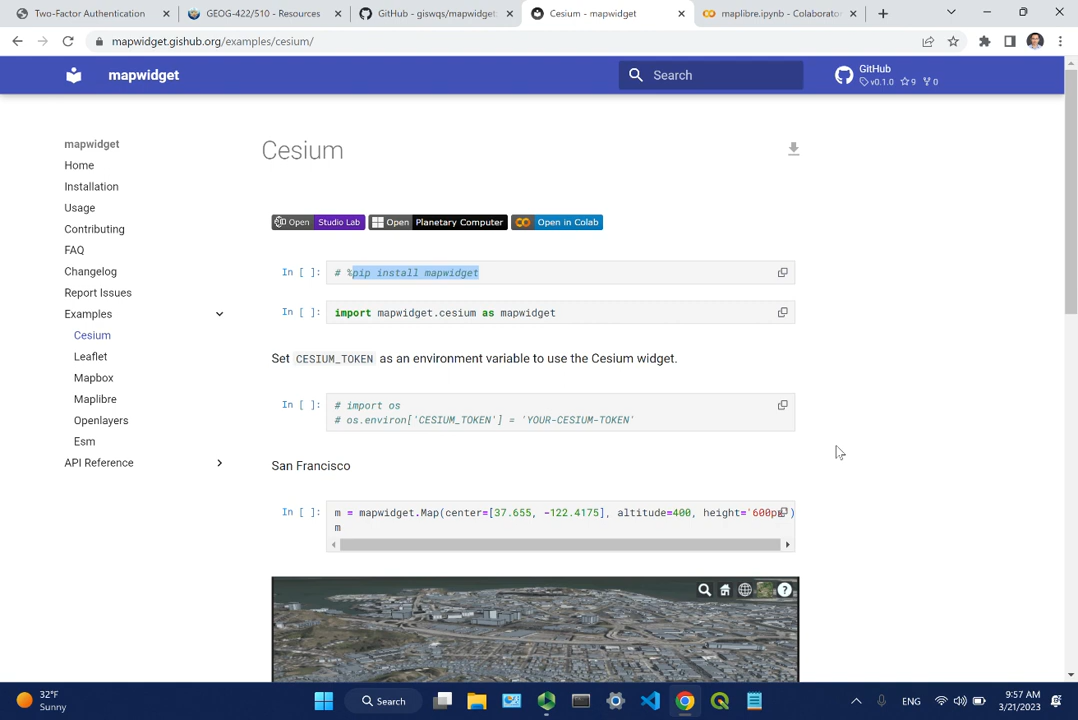 Two-Factor Authentication
GEOG-422/510 - Resources
GitHub - giswqs/mapwidget
Cesium - mapwidget
maplibre.ipynb - Colaborator
mapwidget.gishub.org/examples/cesium/
mapwidget
Search
GitHub
v0.1.0 9 0
mapwidget
Home
Installation
Usage
Contributing
FAQ
Changelog
Report Issues
Examples
Cesium
Leaflet
Mapbox
Maplibre
Openlayers
Esm
API Reference
Cesium
Open Studio Lab
Open Planetary Computer
Open in Colab
In [ ]: # %pip install mapwidget
In [ ]: import mapwidget.cesium as mapwidget
Set CESIUM_TOKEN as an environment variable to use the Cesium widget.
In [ ]: # import os
# os.environ['CESIUM_TOKEN'] = 'YOUR-CESIUM-TOKEN'
San Francisco
In [ ]: m = mapwidget.Map(center=[37.655, -122.4175], altitude=400, height='600px')
m
?
32°F
Sunny
Search
ENG
9:57 AM
3/21/2023